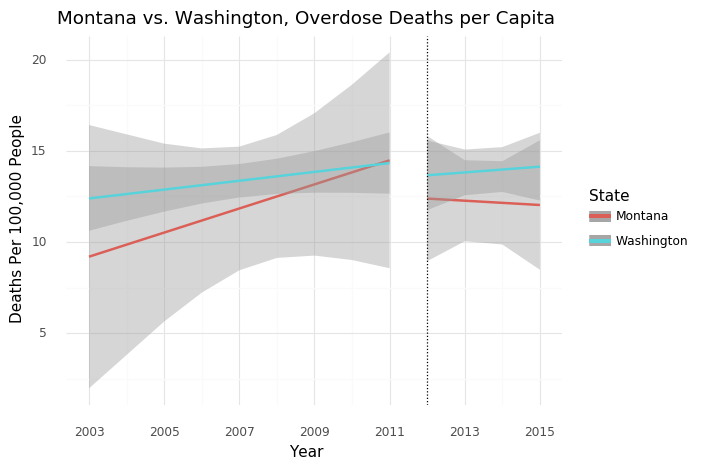 Montana vs. Washington, Overdose Deaths per Capita
20
15
10
5
Deaths Per 100,000 People
2003 2005 2007 2009 2011 2013 2015
Year
State
Montana
Washington